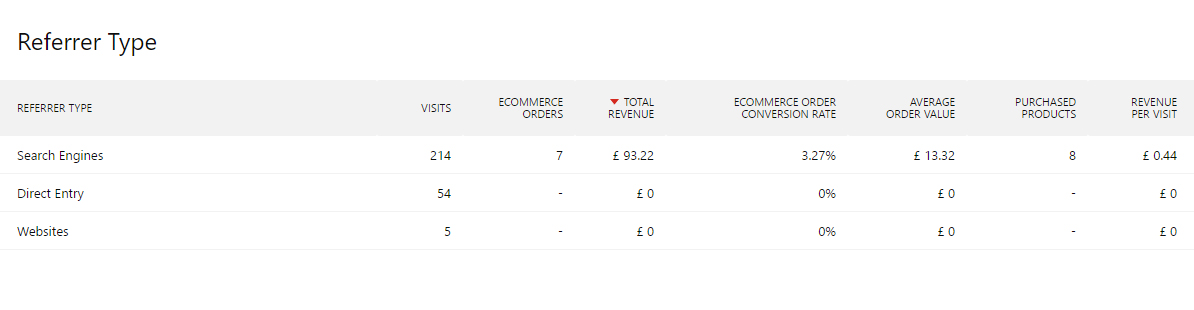 Referrer Type
REFERRER TYPE VISITS ECOMMERCE ORDERS TOTAL REVENUE ECOMMERCE ORDER CONVERSION RATE AVERAGE ORDER VALUE PURCHASED PRODUCTS REVENUE PER VISIT
Search Engines 214 7 £ 93.22 3.27% £ 13.32 8 £ 0.44
Direct Entry 54 - £ 0 0% £ 0 - £ 0
Websites 5 - £ 0 0% £ 0 - £ 0